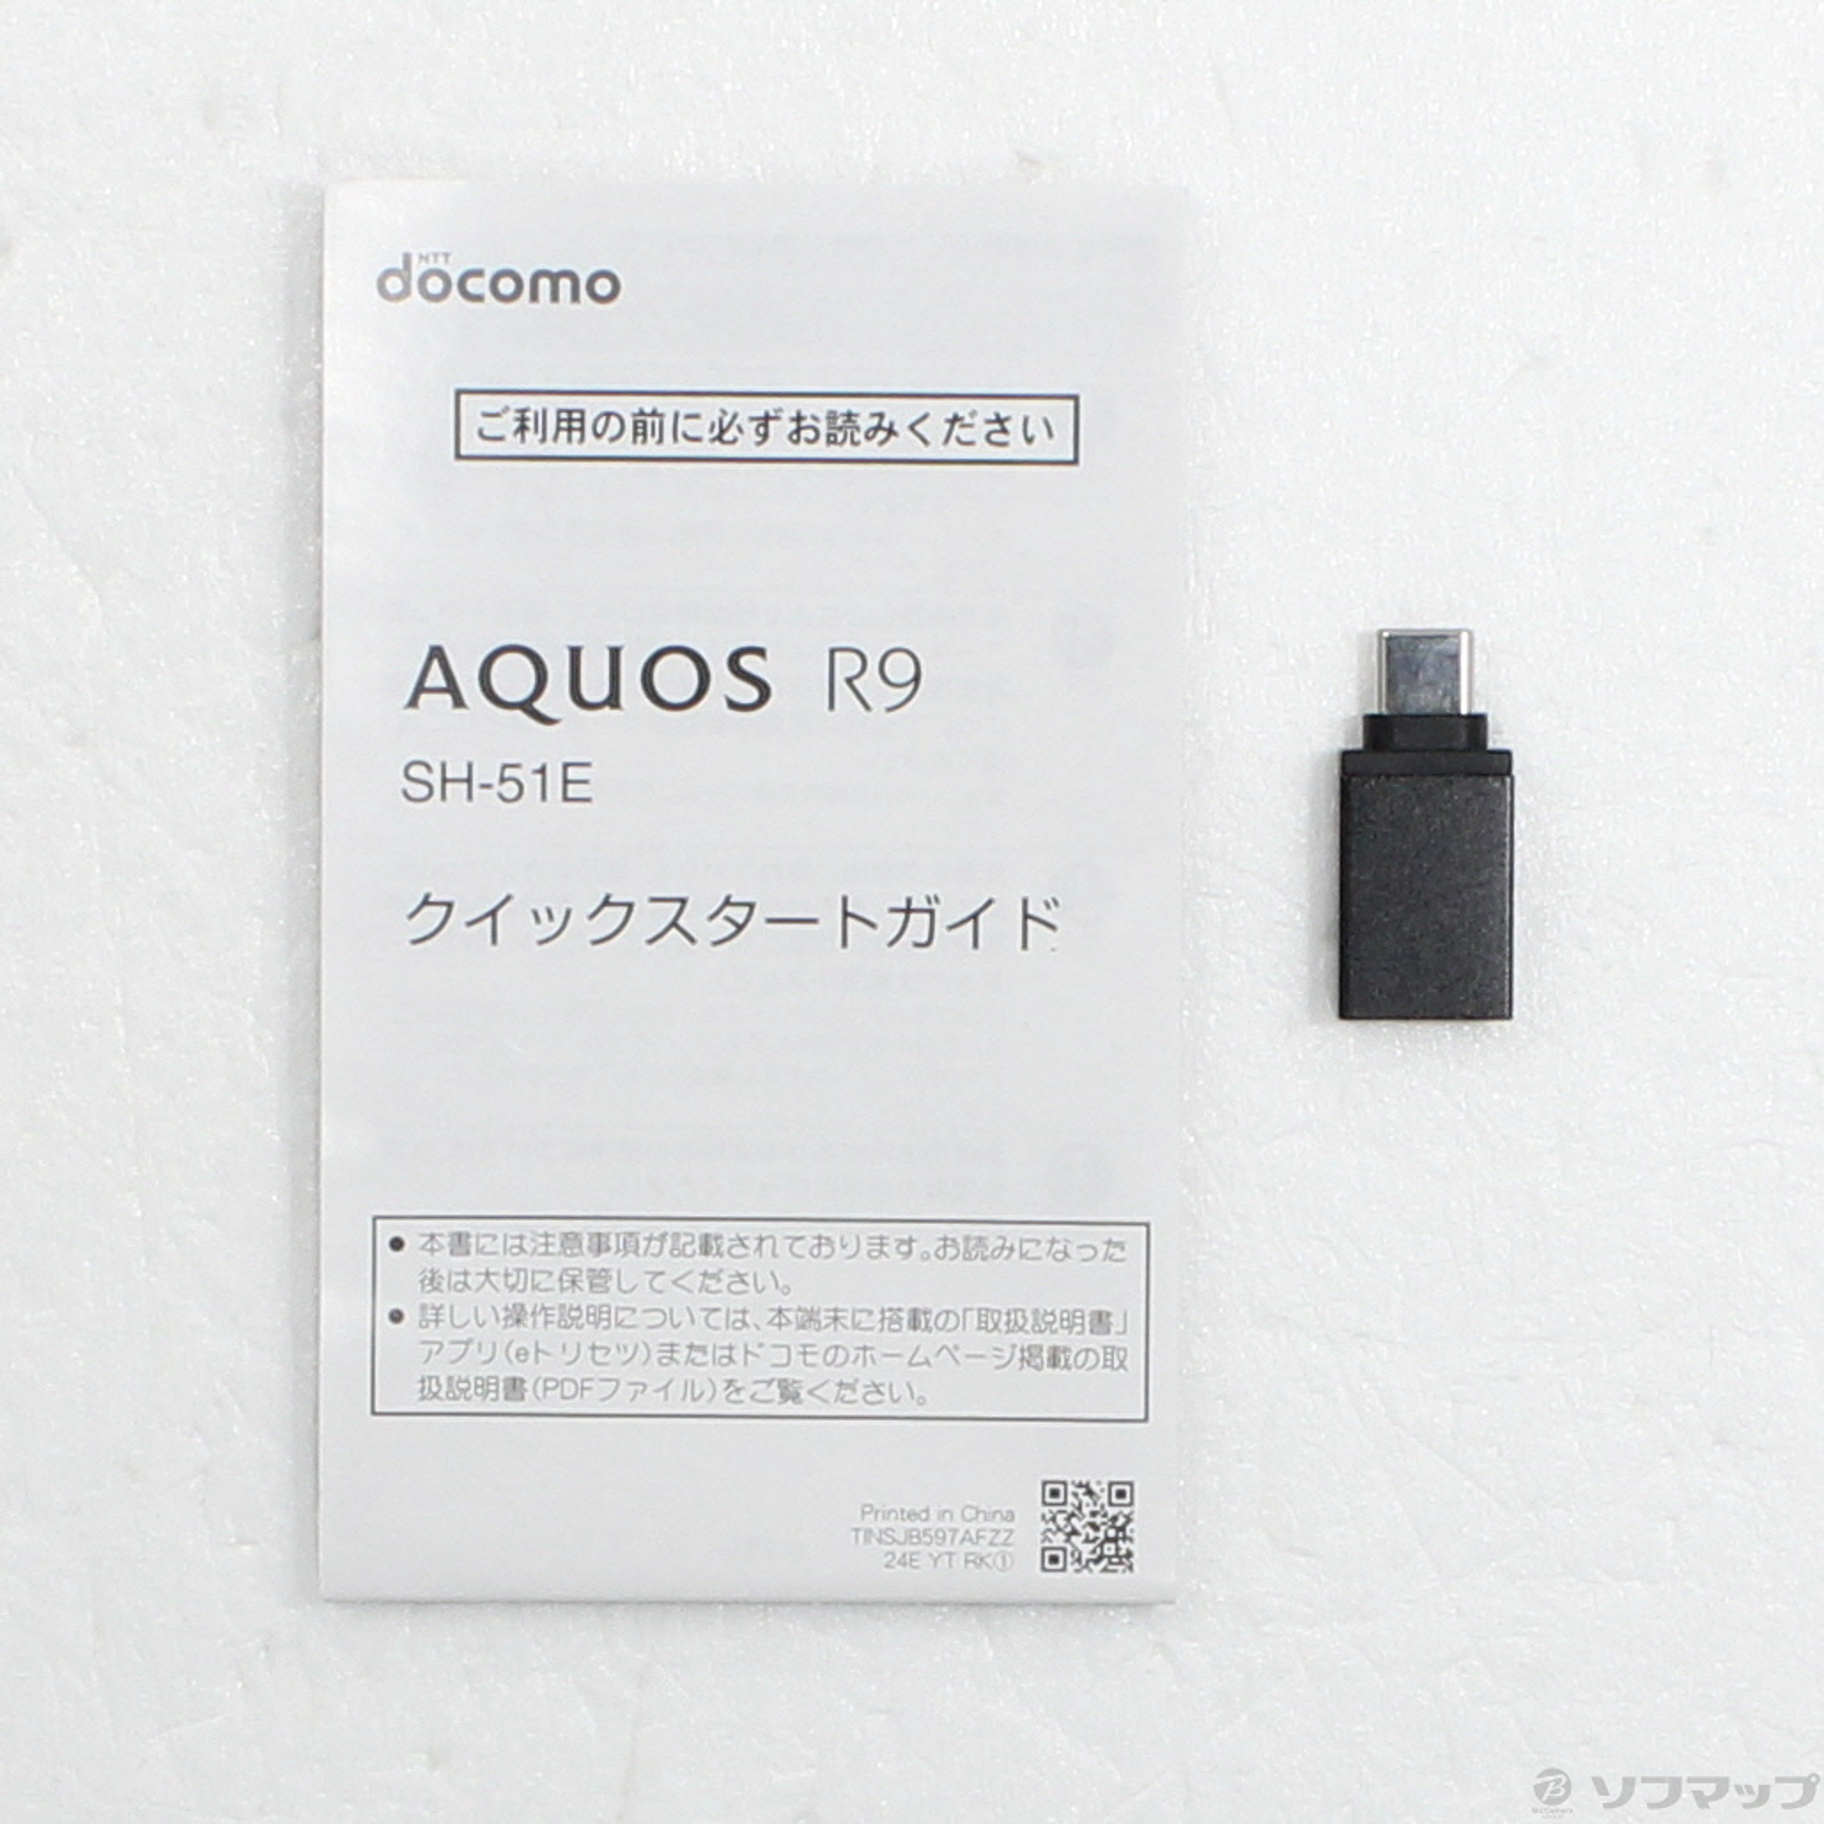 NTT
docomo
ご利用の前に必ずお読みください
AQUOS R9
SH-51E
クイックスタートガイド
● 本書には注意事項が記載されております。お読みになった
後は大切に保管してください。
● 詳しい操作説明については、本端末に搭載の「取扱説明書」
アプリ(eトリセツ)またはドコモのホームページ掲載の取
扱説明書(PDFファイル)をご覧ください。
Printed in China
TINSJB597AFZZ
24E YT RK①
ソフマップ